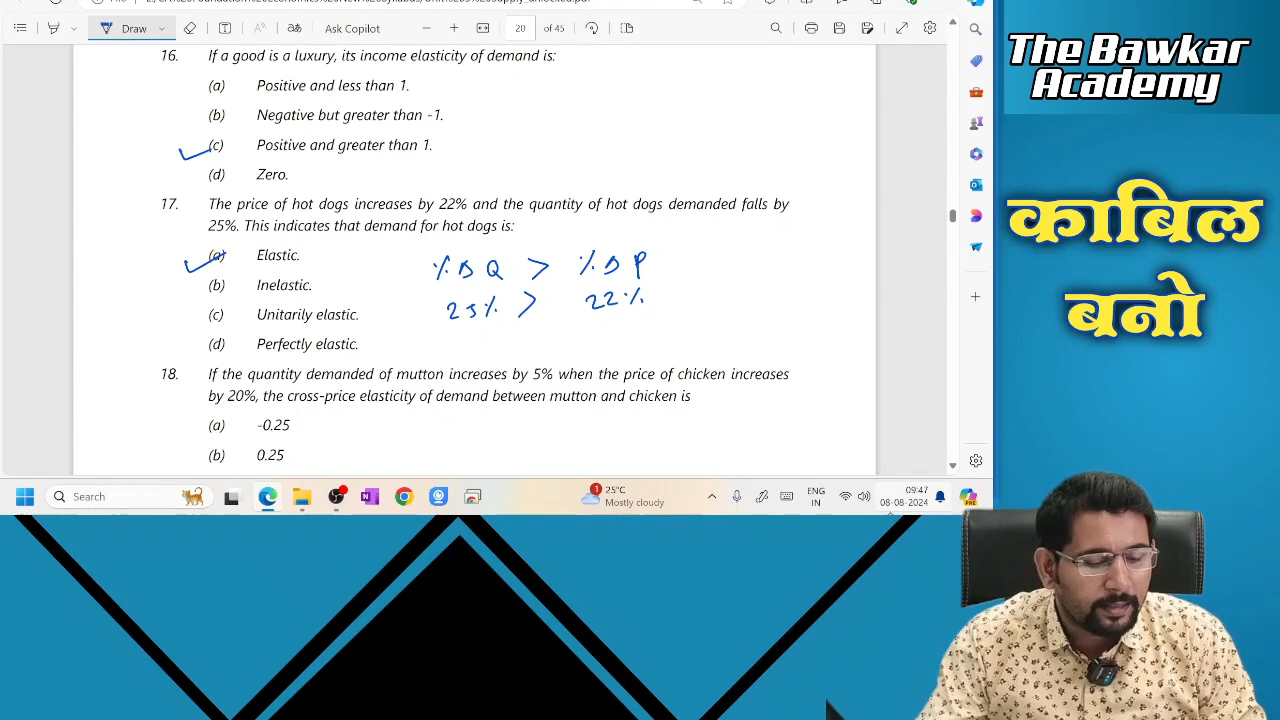 Draw
Ask Copilot
20 of 45
The Bawkar
Academy
काबिल
बनो
16. If a good is a luxury, its income elasticity of demand is:
(a) Positive and less than 1.
(b) Negative but greater than -1.
(c) Positive and greater than 1.
(d) Zero.
17. The price of hot dogs increases by 22% and the quantity of hot dogs demanded falls by
25%. This indicates that demand for hot dogs is:
(a) Elastic.
(b) Inelastic.
(c) Unitarily elastic.
(d) Perfectly elastic.
% Δ Q > % Δ P
25% > 22%
18. If the quantity demanded of mutton increases by 5% when the price of chicken increases
by 20%, the cross-price elasticity of demand between mutton and chicken is
(a) -0.25
(b) 0.25
Search
1
25°C
Mostly cloudy
ENG
IN
09:47
08-08-2024
PRE